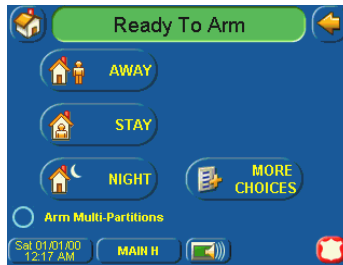 Ready To Arm
AWAY
STAY
NIGHT
MORE
CHOICES
Arm Multi-Partitions
Sat 01/01/00
12:17 AM
MAIN H